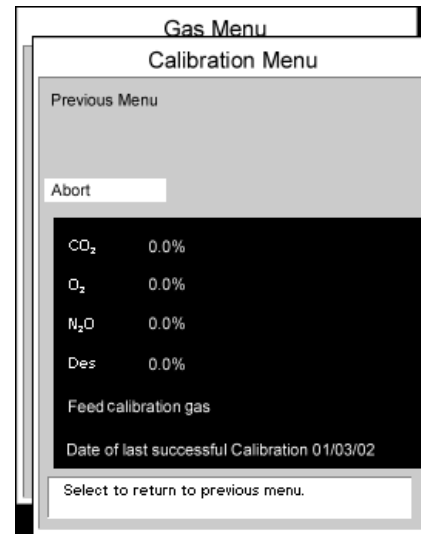 Gas Menu
Calibration Menu
Previous Menu
Abort
CO₂ 0.0%
O₂ 0.0%
N₂O 0.0%
Des 0.0%
Feed calibration gas
Date of last successful Calibration 01/03/02
Select to return to previous menu.